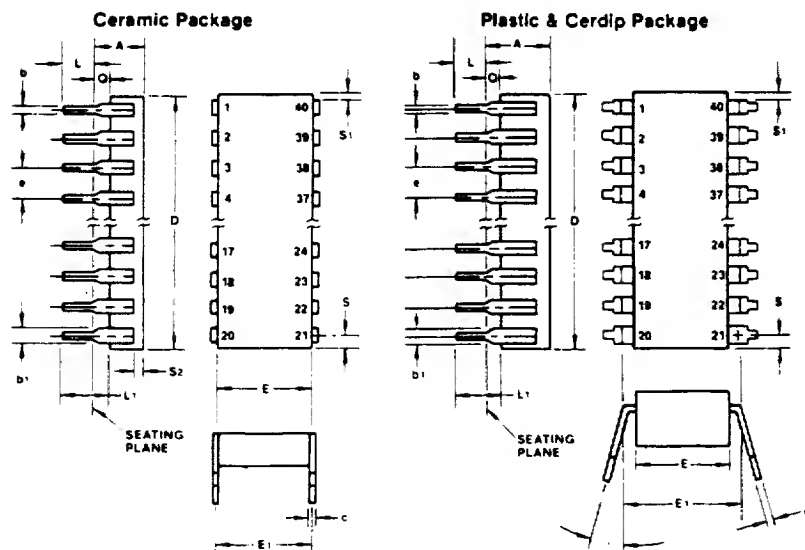 Ceramic Package
A
L
Q
b
1 40
S1
2 39
3 38
e
4 37
D
17 24
18 23
19 22
S
20 21
b1
S2
L1
E
SEATING
PLANE
c
E1
Plastic & Cerdip Package
A
L
Q
b
1 40
S1
2 39
3 38
e
4 37
D
17 24
18 23
19 22
S
20 21
b1
L1
SEATING
PLANE
E
E1